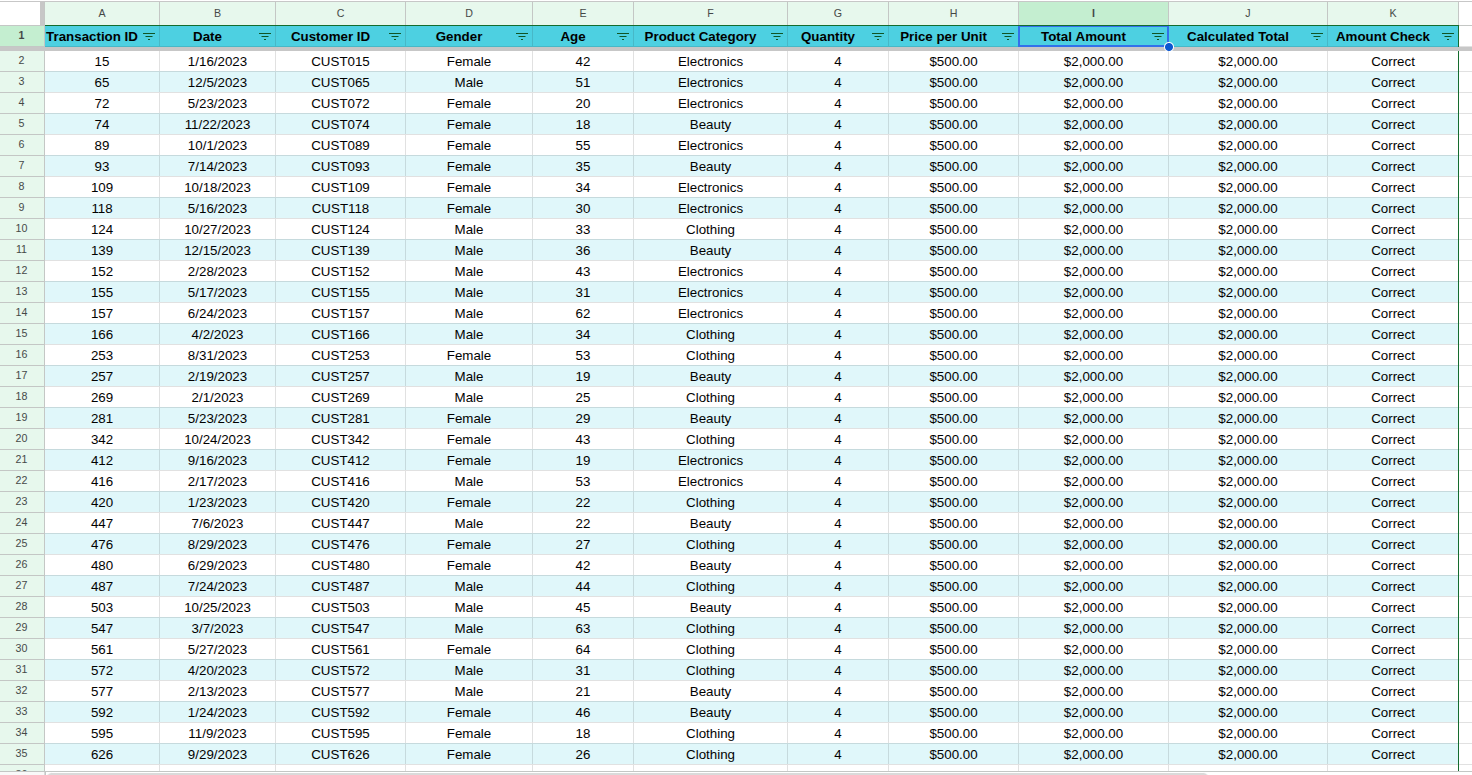 A B C D E F G H I J K
1 Transaction ID Date Customer ID Gender Age Product Category Quantity Price per Unit Total Amount Calculated Total Amount Check
2 15 1/16/2023 CUST015 Female 42 Electronics 4 $500.00 $2,000.00 $2,000.00 Correct
3 65 12/5/2023 CUST065 Male 51 Electronics 4 $500.00 $2,000.00 $2,000.00 Correct
4 72 5/23/2023 CUST072 Female 20 Electronics 4 $500.00 $2,000.00 $2,000.00 Correct
5 74 11/22/2023 CUST074 Female 18 Beauty 4 $500.00 $2,000.00 $2,000.00 Correct
6 89 10/1/2023 CUST089 Female 55 Electronics 4 $500.00 $2,000.00 $2,000.00 Correct
7 93 7/14/2023 CUST093 Female 35 Beauty 4 $500.00 $2,000.00 $2,000.00 Correct
8 109 10/18/2023 CUST109 Female 34 Electronics 4 $500.00 $2,000.00 $2,000.00 Correct
9 118 5/16/2023 CUST118 Female 30 Electronics 4 $500.00 $2,000.00 $2,000.00 Correct
10 124 10/27/2023 CUST124 Male 33 Clothing 4 $500.00 $2,000.00 $2,000.00 Correct
11 139 12/15/2023 CUST139 Male 36 Beauty 4 $500.00 $2,000.00 $2,000.00 Correct
12 152 2/28/2023 CUST152 Male 43 Electronics 4 $500.00 $2,000.00 $2,000.00 Correct
13 155 5/17/2023 CUST155 Male 31 Electronics 4 $500.00 $2,000.00 $2,000.00 Correct
14 157 6/24/2023 CUST157 Male 62 Electronics 4 $500.00 $2,000.00 $2,000.00 Correct
15 166 4/2/2023 CUST166 Male 34 Clothing 4 $500.00 $2,000.00 $2,000.00 Correct
16 253 8/31/2023 CUST253 Female 53 Clothing 4 $500.00 $2,000.00 $2,000.00 Correct
17 257 2/19/2023 CUST257 Male 19 Beauty 4 $500.00 $2,000.00 $2,000.00 Correct
18 269 2/1/2023 CUST269 Male 25 Clothing 4 $500.00 $2,000.00 $2,000.00 Correct
19 281 5/23/2023 CUST281 Female 29 Beauty 4 $500.00 $2,000.00 $2,000.00 Correct
20 342 10/24/2023 CUST342 Female 43 Clothing 4 $500.00 $2,000.00 $2,000.00 Correct
21 412 9/16/2023 CUST412 Female 19 Electronics 4 $500.00 $2,000.00 $2,000.00 Correct
22 416 2/17/2023 CUST416 Male 53 Electronics 4 $500.00 $2,000.00 $2,000.00 Correct
23 420 1/23/2023 CUST420 Female 22 Clothing 4 $500.00 $2,000.00 $2,000.00 Correct
24 447 7/6/2023 CUST447 Male 22 Beauty 4 $500.00 $2,000.00 $2,000.00 Correct
25 476 8/29/2023 CUST476 Female 27 Clothing 4 $500.00 $2,000.00 $2,000.00 Correct
26 480 6/29/2023 CUST480 Female 42 Beauty 4 $500.00 $2,000.00 $2,000.00 Correct
27 487 7/24/2023 CUST487 Male 44 Clothing 4 $500.00 $2,000.00 $2,000.00 Correct
28 503 10/25/2023 CUST503 Male 45 Beauty 4 $500.00 $2,000.00 $2,000.00 Correct
29 547 3/7/2023 CUST547 Male 63 Clothing 4 $500.00 $2,000.00 $2,000.00 Correct
30 561 5/27/2023 CUST561 Female 64 Clothing 4 $500.00 $2,000.00 $2,000.00 Correct
31 572 4/20/2023 CUST572 Male 31 Clothing 4 $500.00 $2,000.00 $2,000.00 Correct
32 577 2/13/2023 CUST577 Male 21 Beauty 4 $500.00 $2,000.00 $2,000.00 Correct
33 592 1/24/2023 CUST592 Female 46 Beauty 4 $500.00 $2,000.00 $2,000.00 Correct
34 595 11/9/2023 CUST595 Female 18 Clothing 4 $500.00 $2,000.00 $2,000.00 Correct
35 626 9/29/2023 CUST626 Female 26 Clothing 4 $500.00 $2,000.00 $2,000.00 Correct